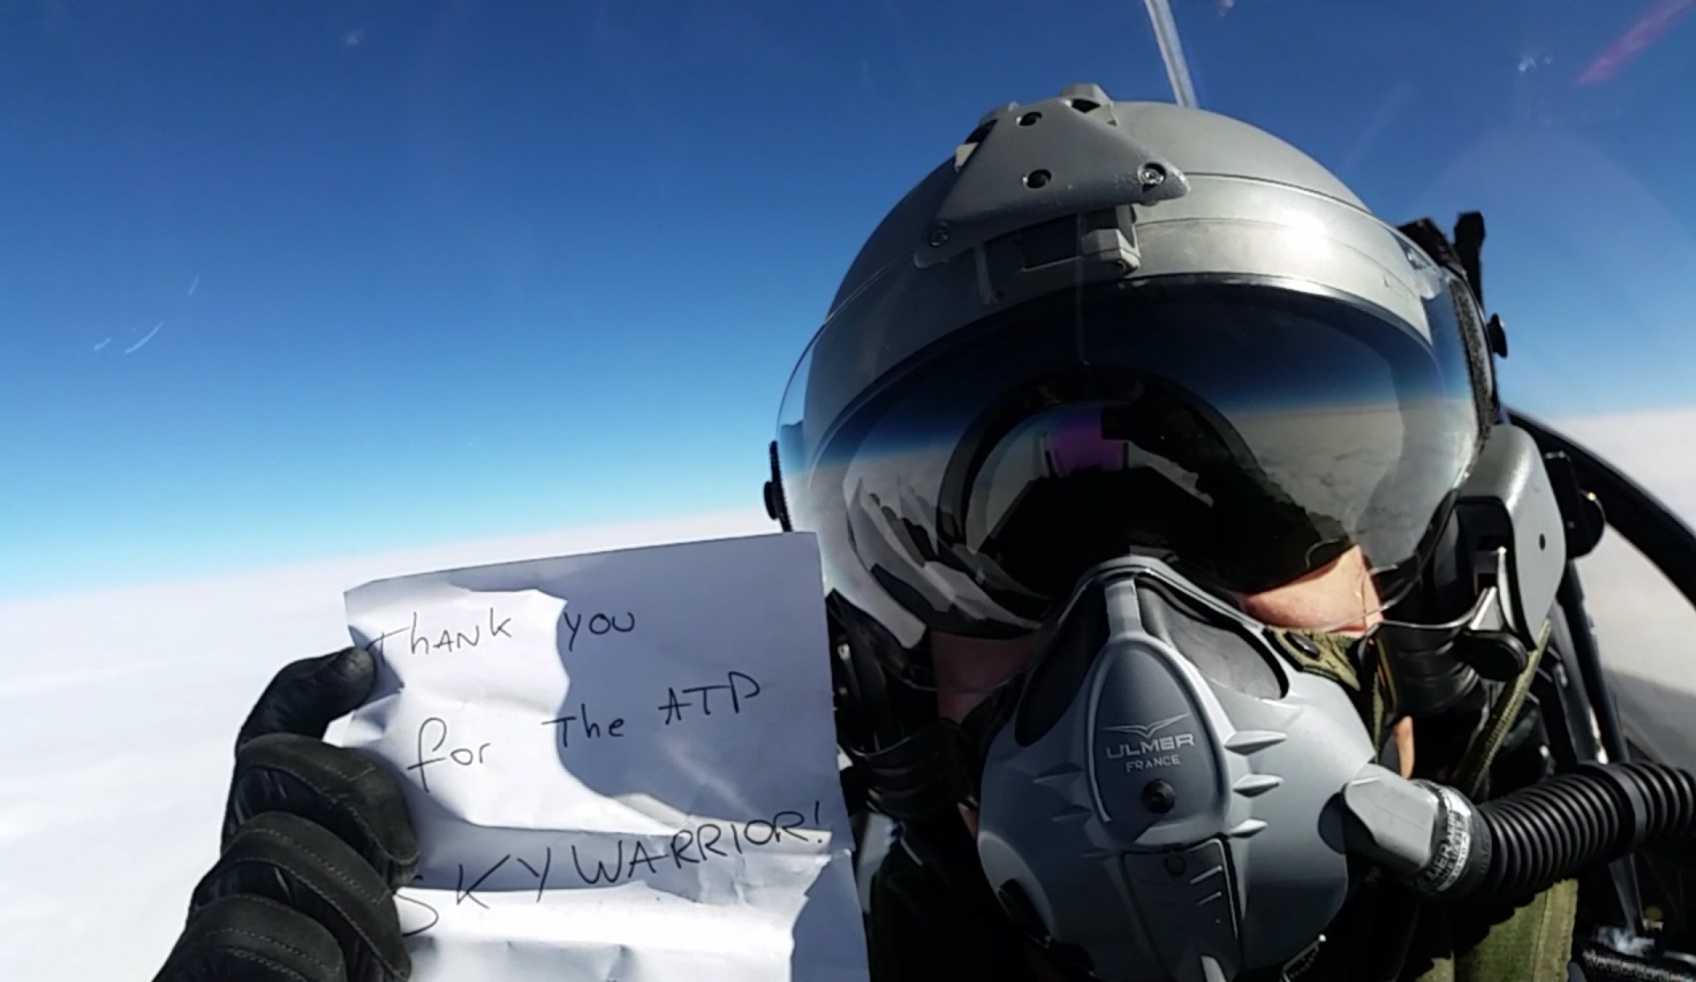 Thank you
for The ATP
SKYWARRIOR!
ULMER
FRANCE